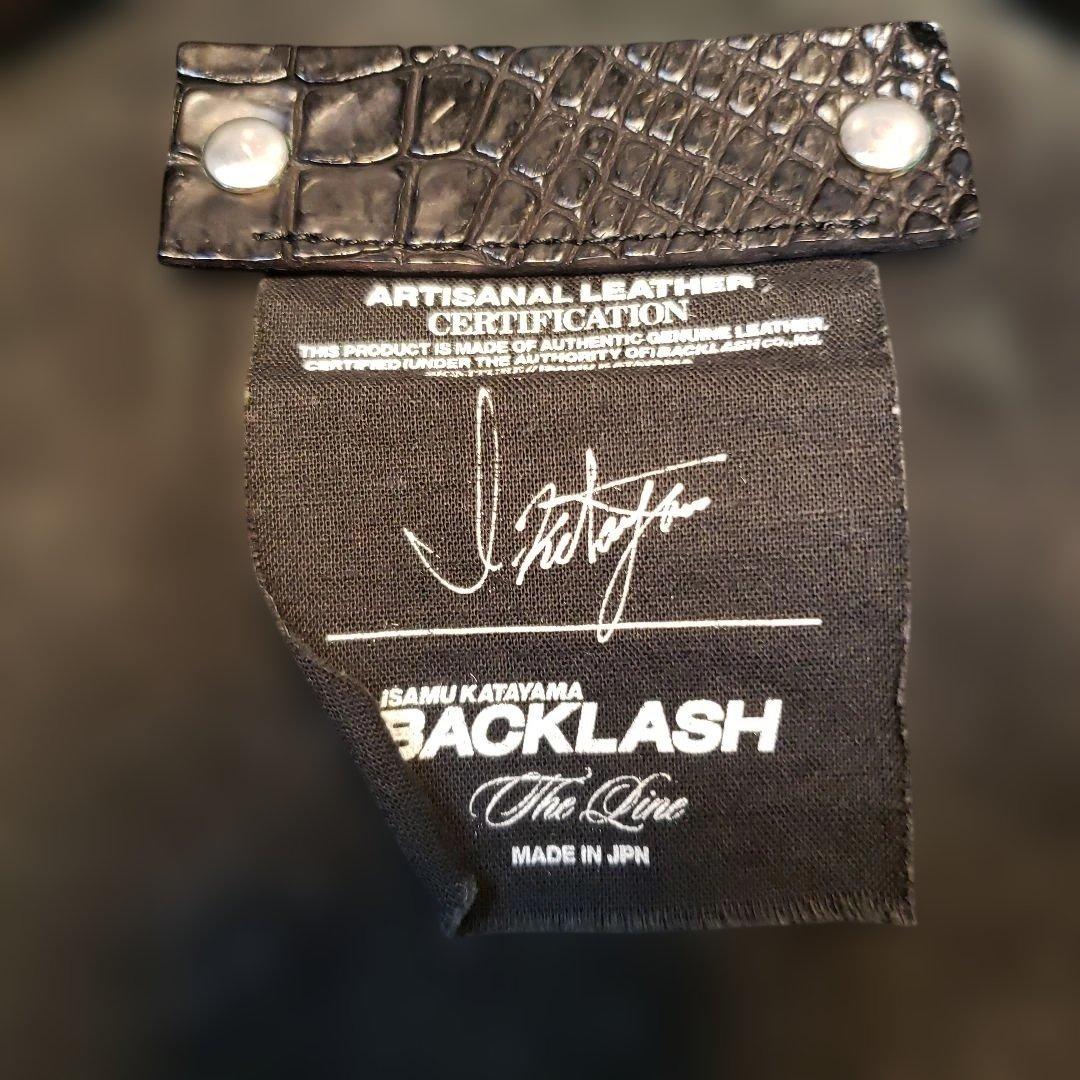 ARTISANAL LEATHER
CERTIFICATION
THIS PRODUCT IS MADE OF AUTHENTIC GENUINE LEATHER.
CERTIFIED UNDER THE AUTHORITY OF BACKLASH CO.,ltd.
ISAMU KATAYAMA
BACKLASH
The Line
MADE IN JPN